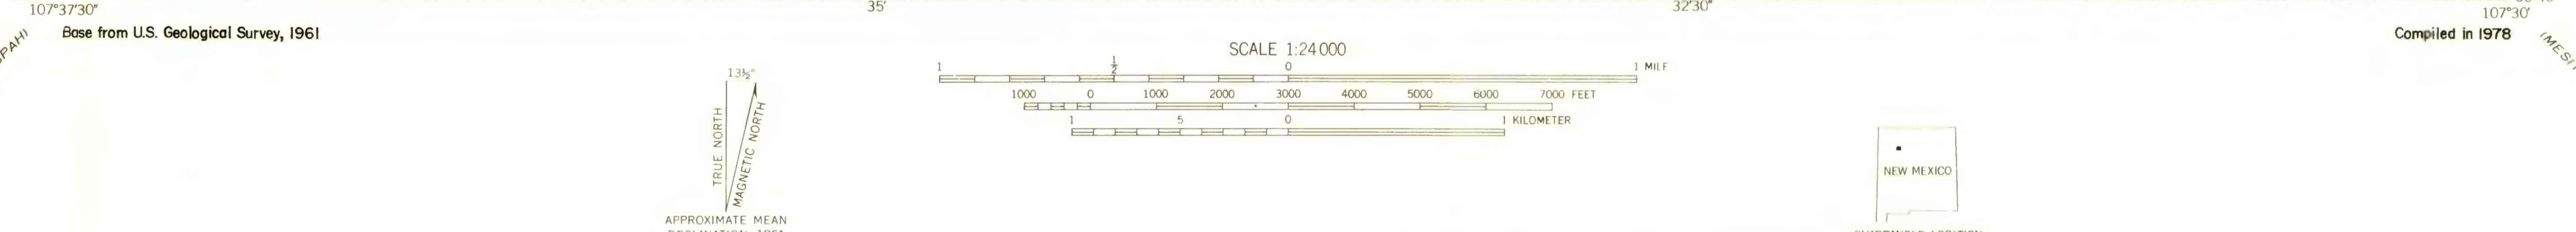 107°37'30"
35'
32'30"
107°30'
Base from U.S. Geological Survey, 1961
Compiled in 1978
SCALE 1:24000
1 ½ 0 1 MILE
1000 0 1000 2000 3000 4000 5000 6000 7000 FEET
1 5 0 1 KILOMETER
13½°
TRUE NORTH
MAGNETIC NORTH
APPROXIMATE MEAN
NEW MEXICO